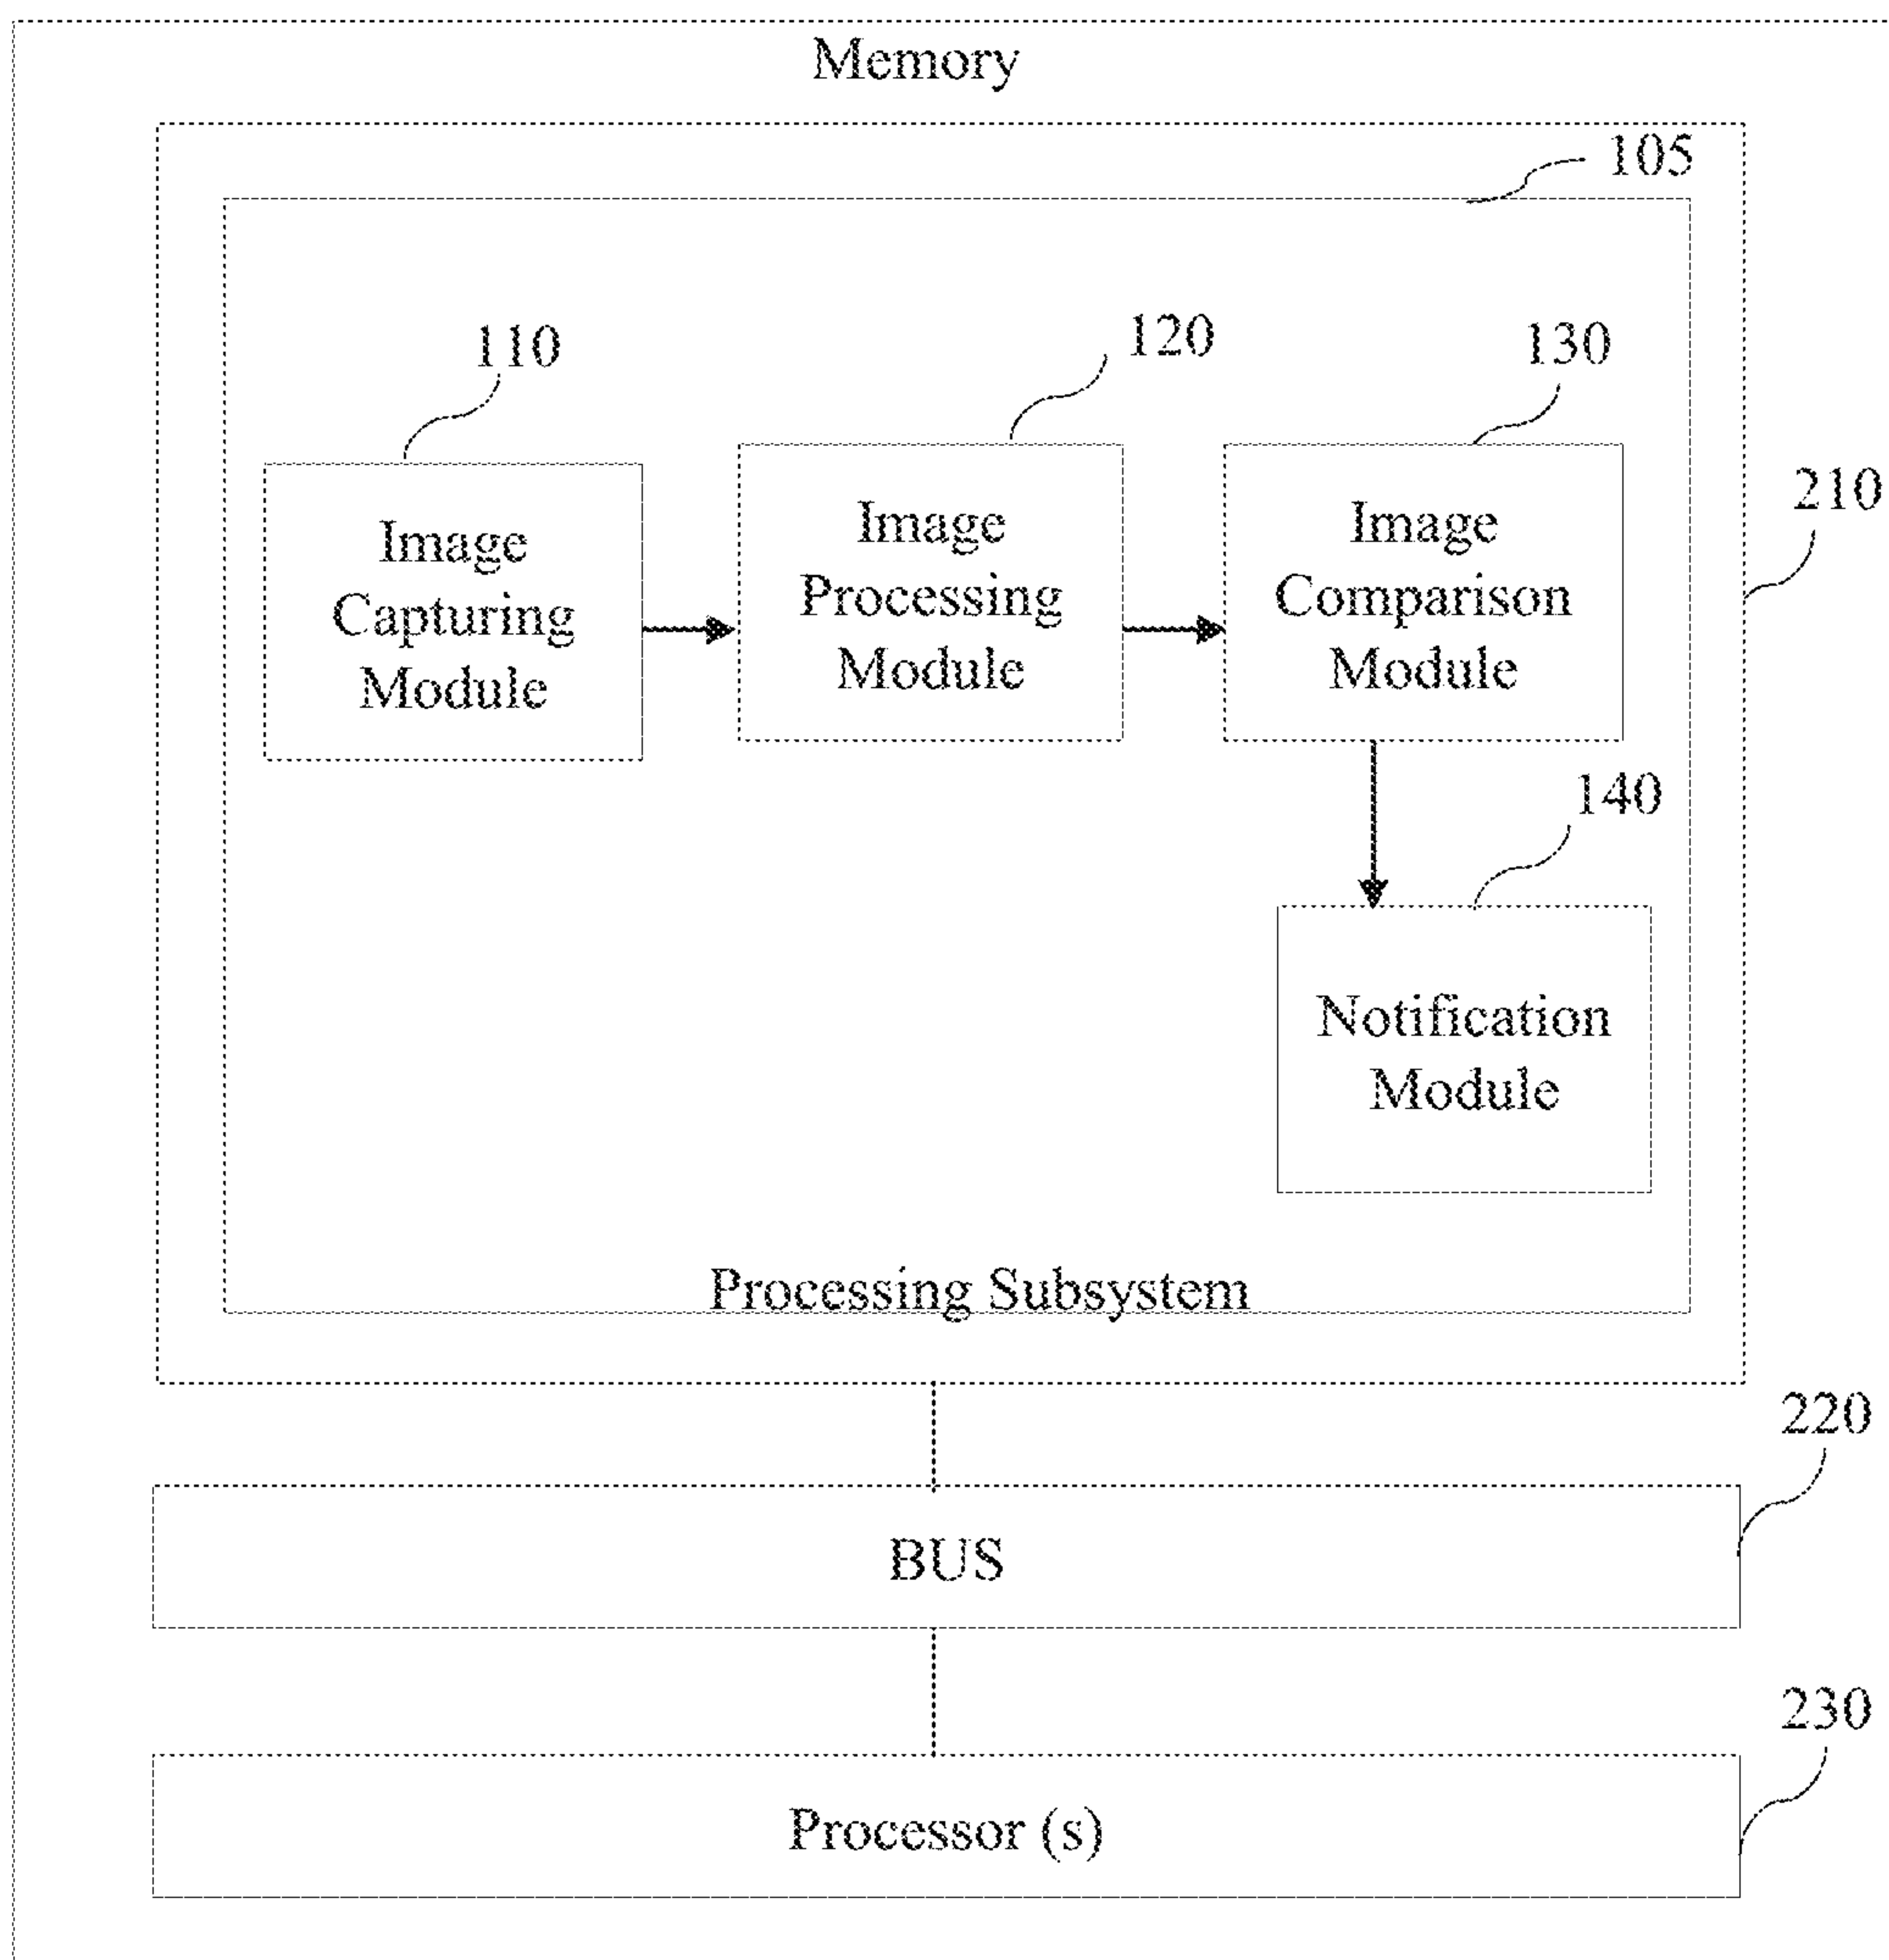 Memory
105
110
120
130
210
Image
Capturing
Module
Image
Processing
Module
Image
Comparison
Module
140
Notification
Module
Processing Subsystem
220
BUS
230
Processor (s)